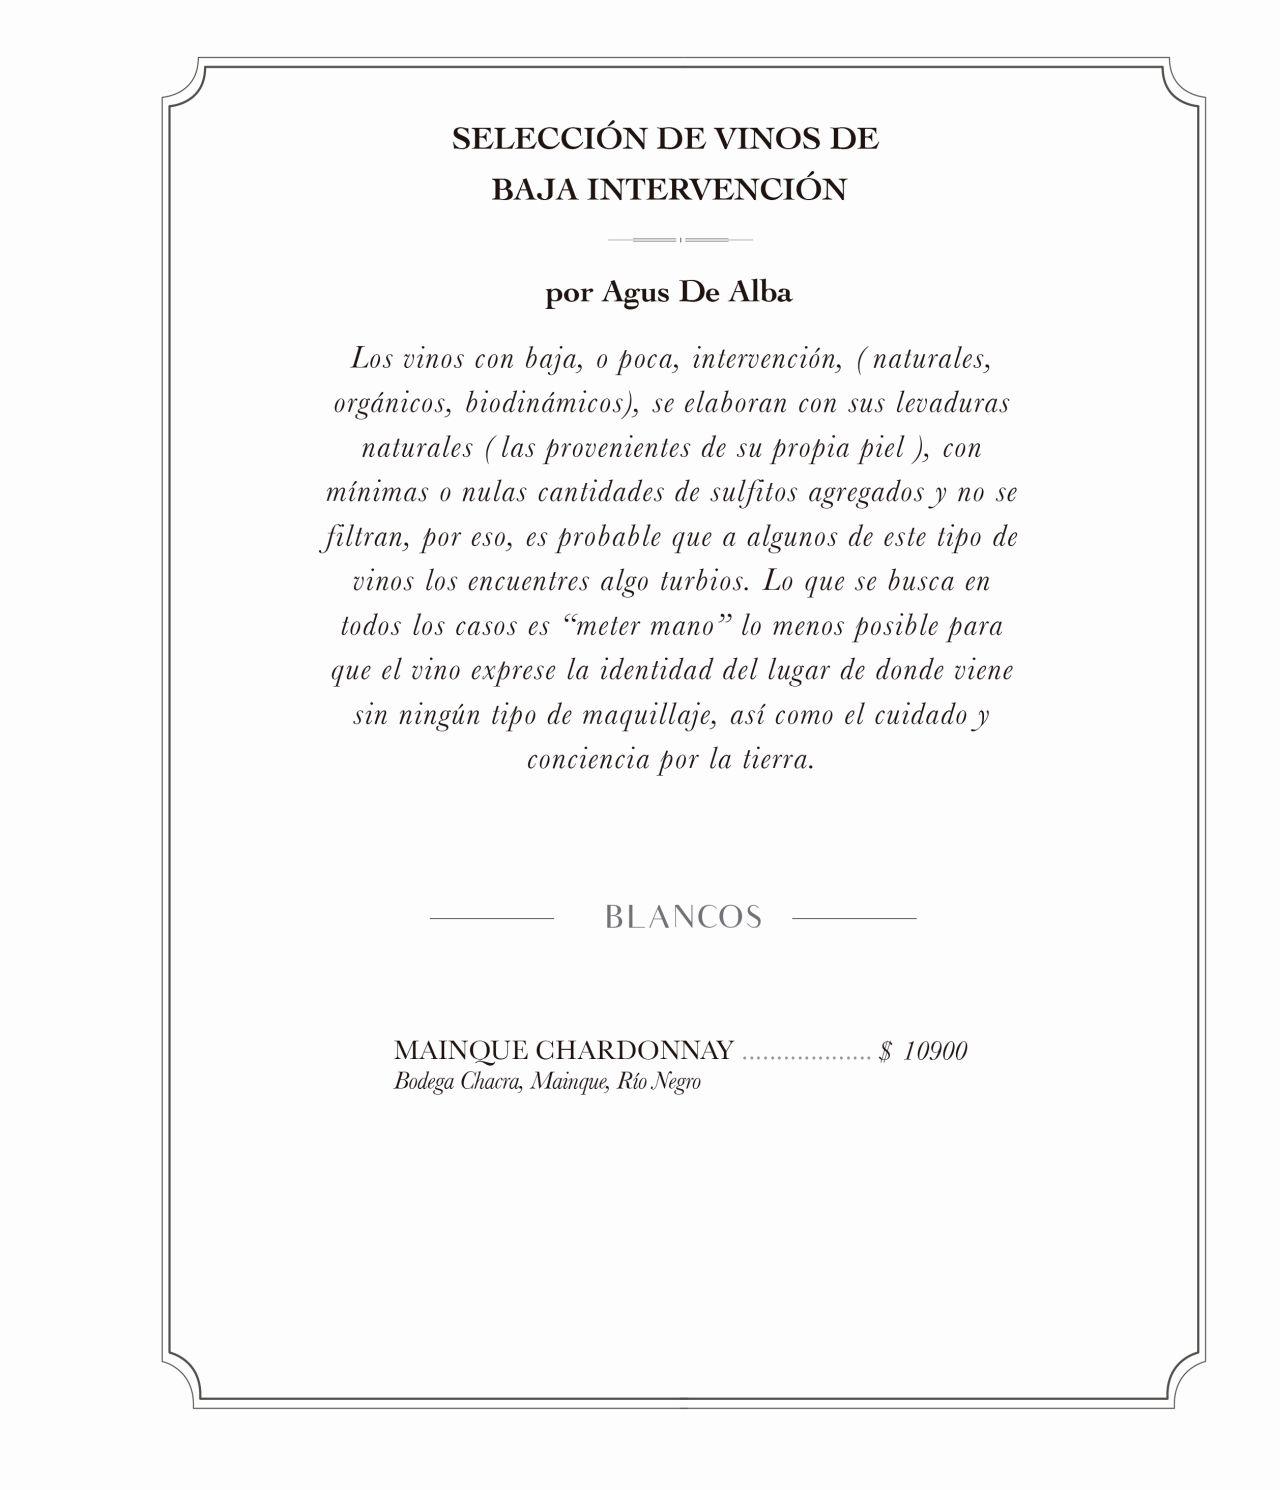 SELECCIÓN DE VINOS DE
BAJA INTERVENCIÓN
por Agus De Alba
Los vinos con baja, o poca, intervención, ( naturales,
orgánicos, biodinámicos), se elaboran con sus levaduras
naturales ( las provenientes de su propia piel ), con
mínimas o nulas cantidades de sulfitos agregados y no se
filtran, por eso, es probable que a algunos de este tipo de
vinos los encuentres algo turbios. Lo que se busca en
todos los casos es “meter mano” lo menos posible para
que el vino exprese la identidad del lugar de donde viene
sin ningún tipo de maquillaje, así como el cuidado y
conciencia por la tierra.
BLANCOS
MAINQUE CHARDONNAY ................... $ 10900
Bodega Chacra, Mainque, Río Negro